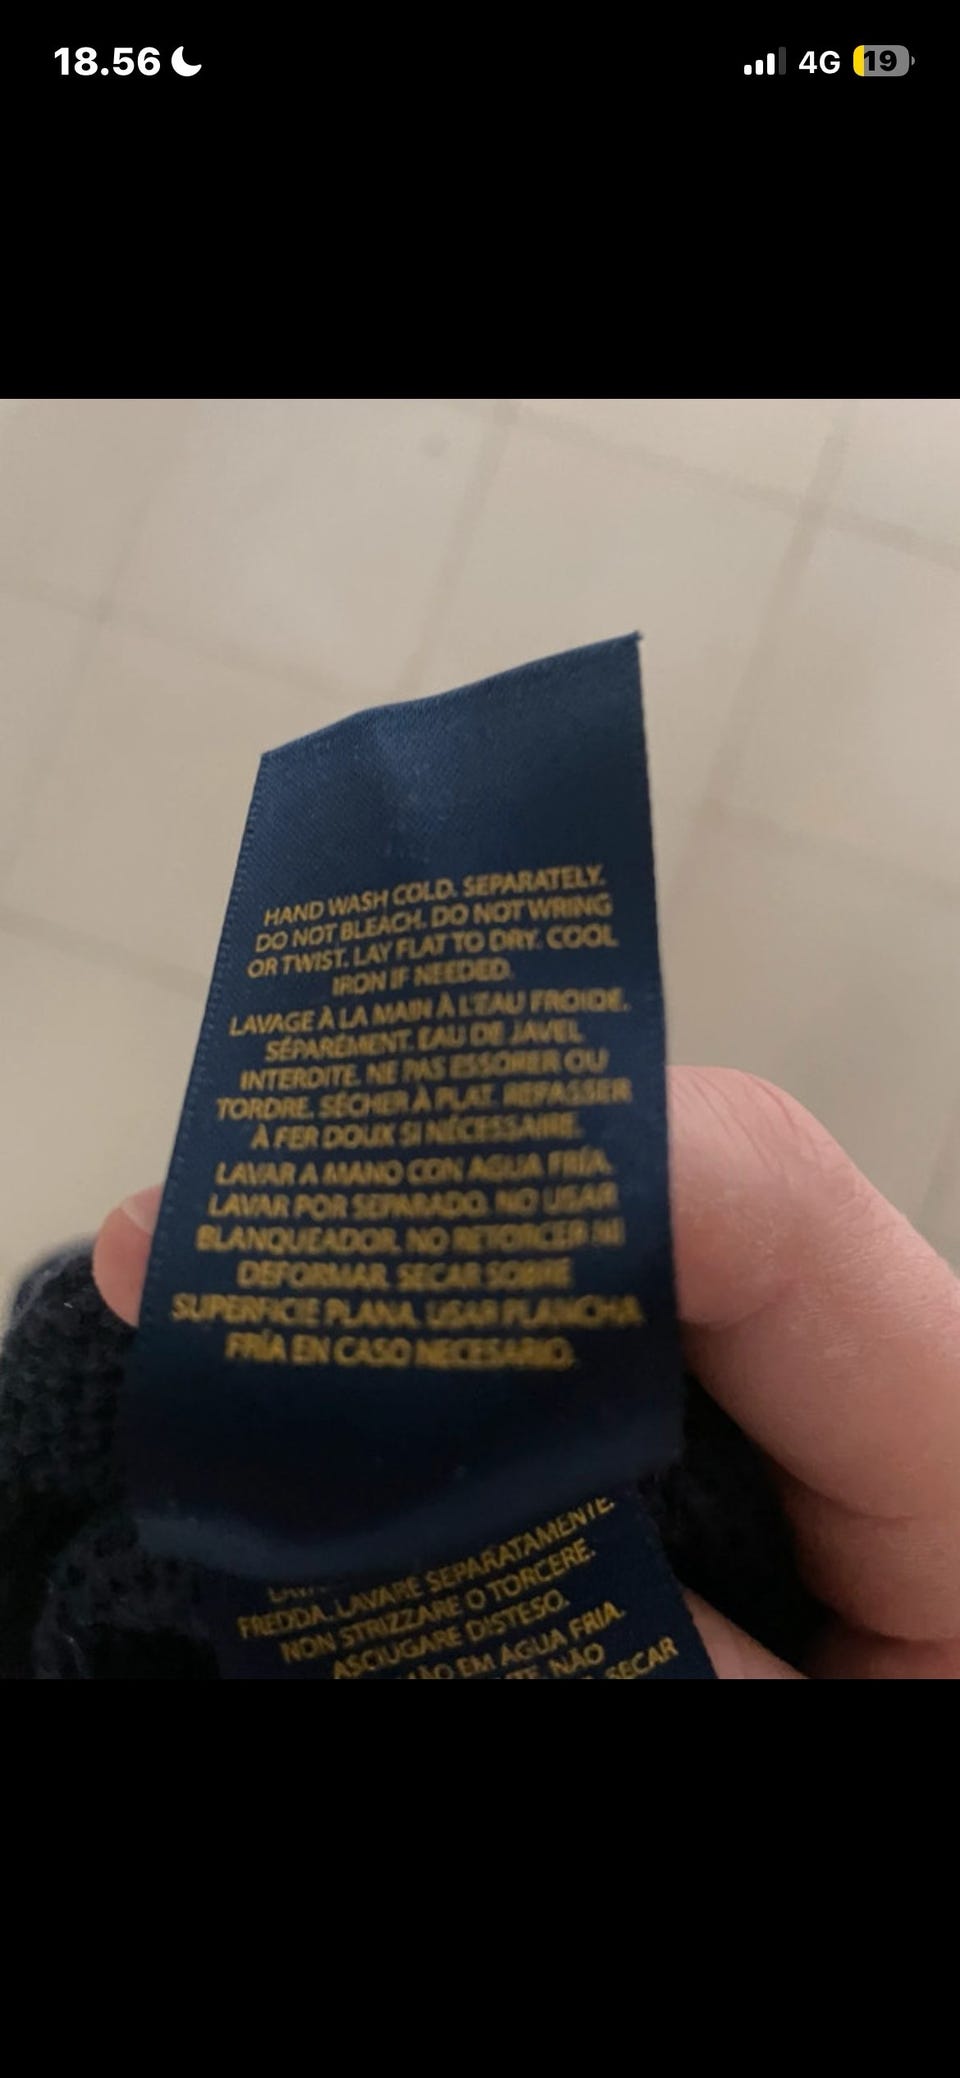 18.56
4G
19
HAND WASH COLD. SEPARATELY.
DO NOT BLEACH. DO NOT WRING
OR TWIST. LAY FLAT TO DRY. COOL
IRON IF NEEDED.
LAVAGE À LA MAIN À L'EAU FROIDE.
SÉPARÉMENT. EAU DE JAVEL
INTERDITE. NE PAS ESSORER OU
TORDRE. SÉCHER À PLAT. REPASSER
À FER DOUX SI NÉCESSAIRE.
LAVAR A MANO CON AGUA FRÍA.
LAVAR POR SEPARADO. NO USAR
BLANQUEADOR. NO RETORCER NI
DEFORMAR. SECAR SOBRE
SUPERFICIE PLANA. USAR PLANCHA
FRÍA EN CASO NECESARIO.
FREDDA. LAVARE SEPARATAMENTE.
NON STRIZZARE O TORCERE.
ASCIUGARE DISTESO.
EM ÁGUA FRIA.
NÃO
SECAR